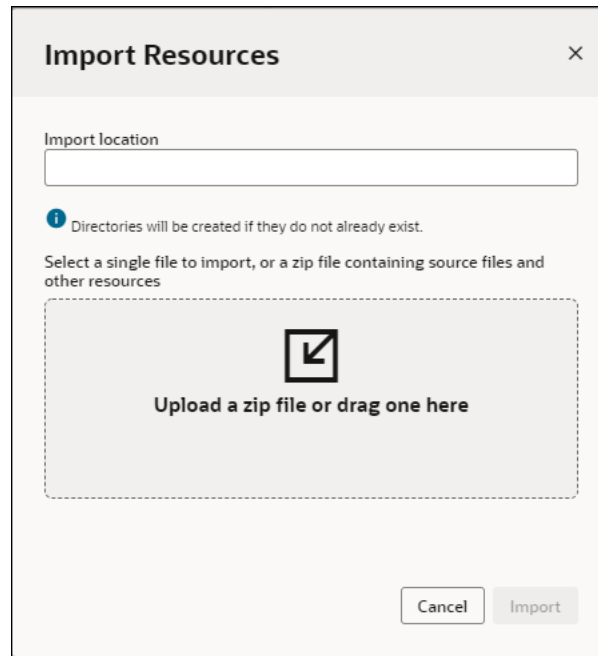 Import Resources
Import location
Directories will be created if they do not already exist.
Select a single file to import, or a zip file containing source files and
other resources
Upload a zip file or drag one here
Cancel
Import